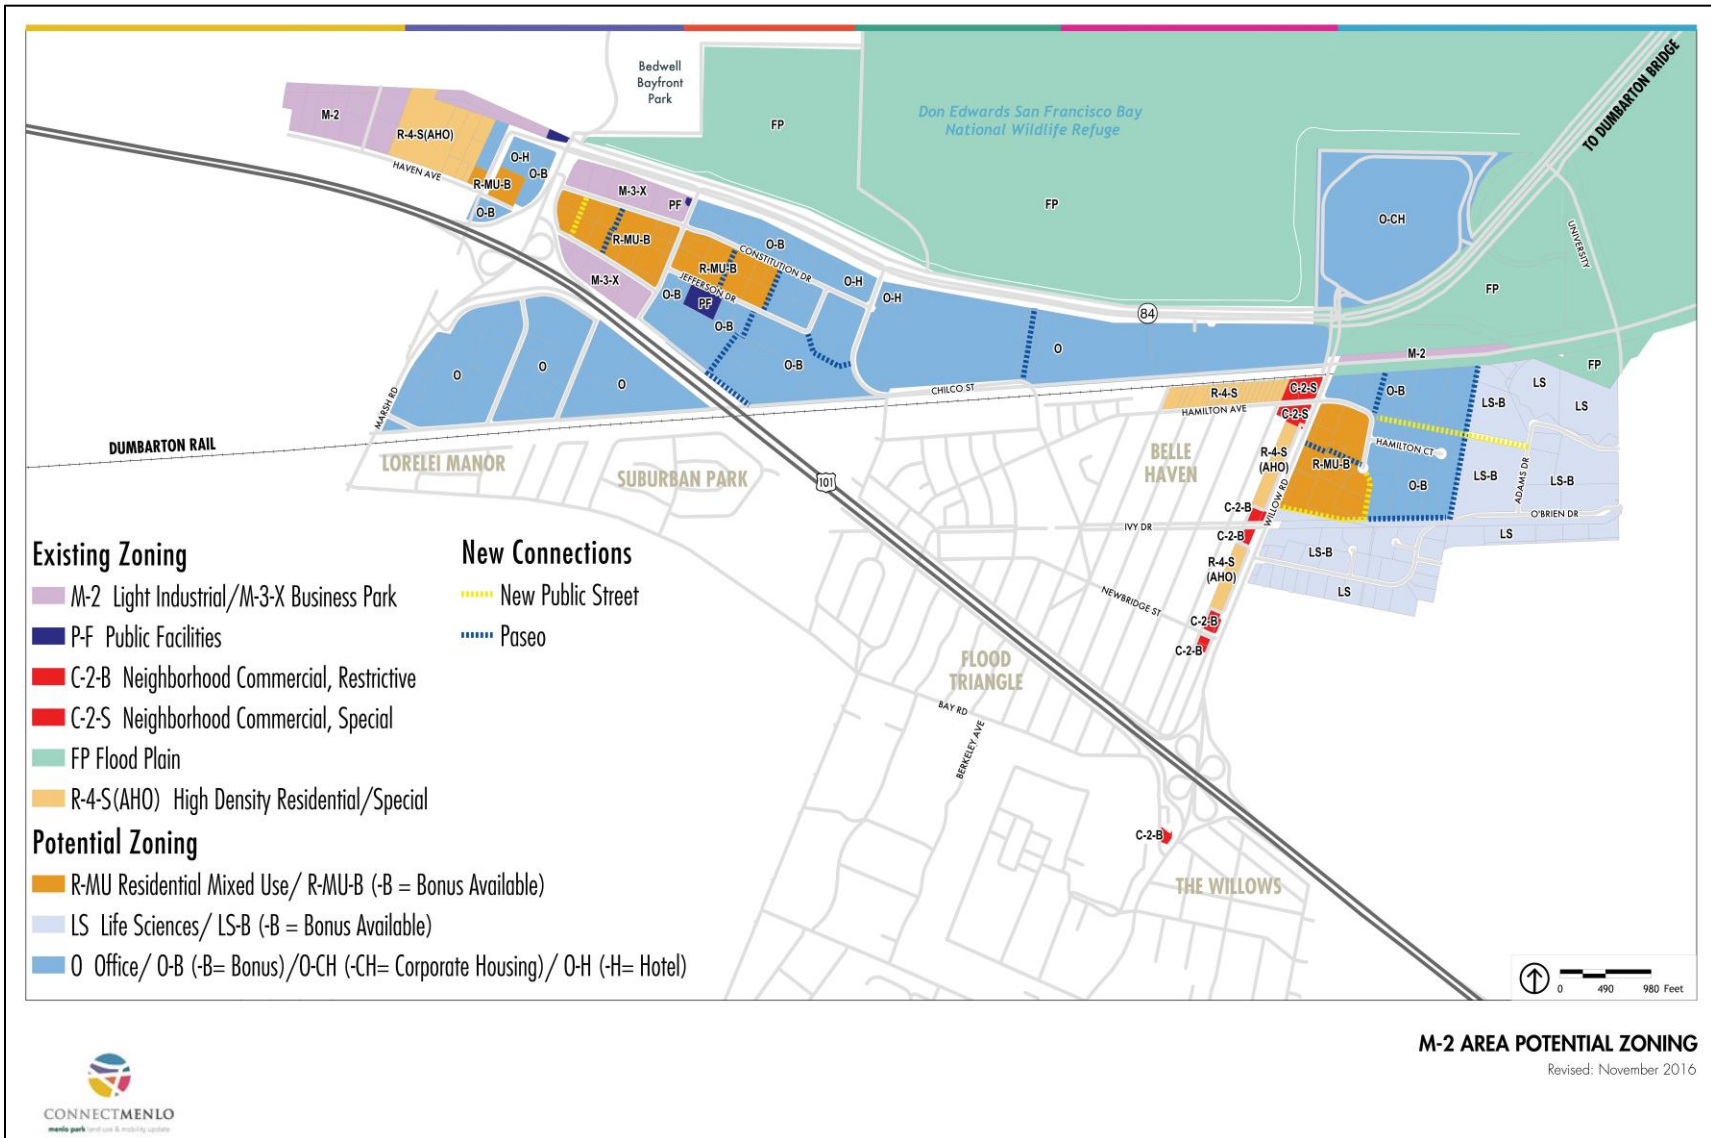 Bedwell
Bayfront
Park
Don Edwards San Francisco Bay
National Wildlife Refuge
TO DUMBARTON BRIDGE
M-2
R-4-S(AHO)
HAVEN AVE
O-H
O-B
R-MU-B
O-B
FP
FP
M-3-X
PF
R-MU-B
M-3-X
O-B
CONSTITUTION DR
R-MU-B
JEFFERSON DR
O-H
O-H
O-B
PF
O-B
O-B
O-CH
UNIVERSITY
FP
84
M-2
FP
O
O
O
O
MARSH RD
CHILCO ST
DUMBARTON RAIL
LORELEI MANOR
SUBURBAN PARK
101
R-4-S
HAMILTON AVE
C-2-S
C-2-S
O-B
LS-B
LS
LS
BELLE
HAVEN
R-4-S
(AHO)
WILLOW RD
R-MU-B
HAMILTON CT
O-B
LS-B
ADAMS DR
LS-B
O'BRIEN DR
C-2-B
IVY DR
C-2-B
LS-B
LS
R-4-S
(AHO)
LS
NEWBRIDGE ST
C-2-B
C-2-B
FLOOD
TRIANGLE
BAY RD
BERKELEY AVE
C-2-B
THE WILLOWS
Existing Zoning
M-2 Light Industrial/M-3-X Business Park
P-F Public Facilities
C-2-B Neighborhood Commercial, Restrictive
C-2-S Neighborhood Commercial, Special
FP Flood Plain
R-4-S(AHO) High Density Residential/Special
Potential Zoning
R-MU Residential Mixed Use/ R-MU-B (-B = Bonus Available)
LS Life Sciences/ LS-B (-B = Bonus Available)
O Office/ O-B (-B= Bonus)/O-CH (-CH= Corporate Housing)/ O-H (-H= Hotel)
New Connections
New Public Street
Paseo
0 490 980 Feet
M-2 AREA POTENTIAL ZONING
Revised: November 2016
CONNECTMENLO
menlo park land use & mobility update